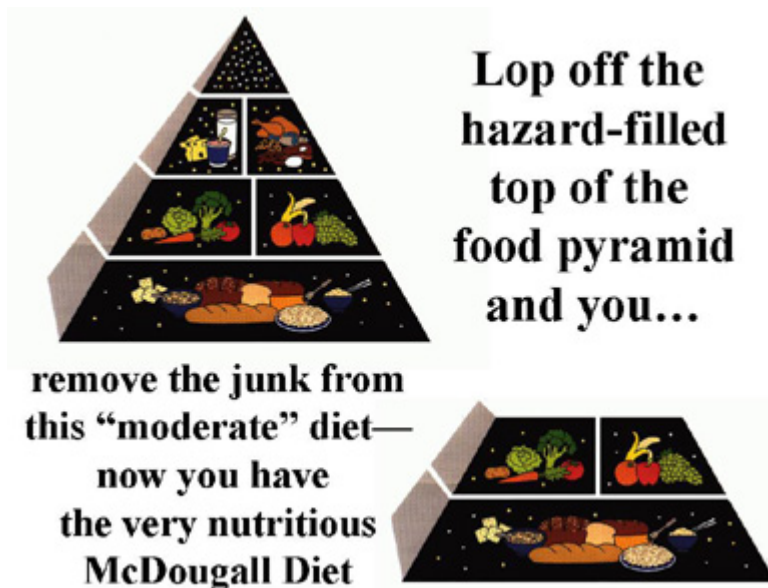 Lop off the
hazard-filled
top of the
food pyramid
and you…
remove the junk from
this “moderate” diet—
now you have
the very nutritious
McDougall Diet